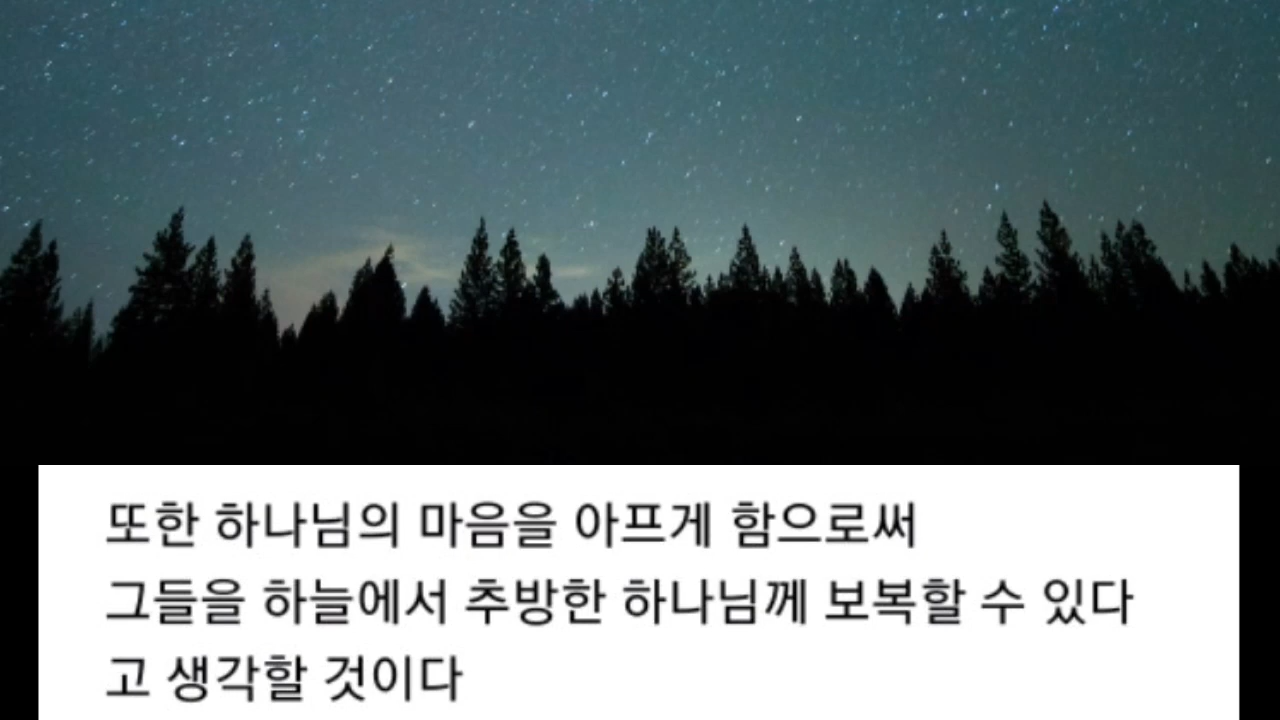 또한 하나님의 마음을 아프게 함으로써
그들을 하늘에서 추방한 하나님께 보복할 수 있다
고 생각할 것이다